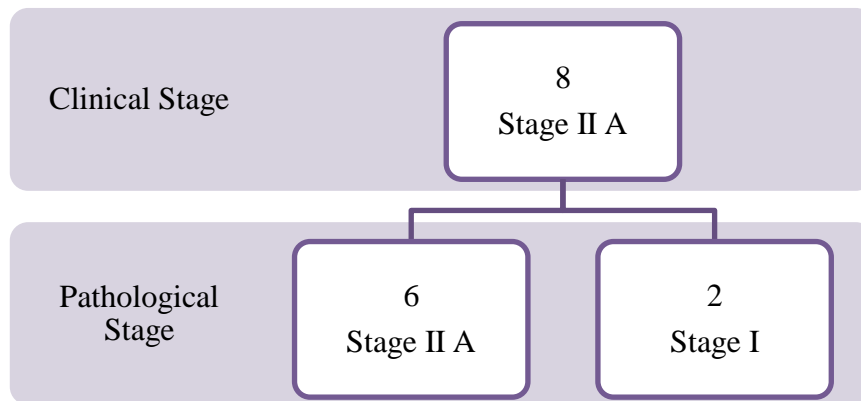 Clinical Stage
8
Stage II A
Pathological
Stage
6
Stage II A
2
Stage I